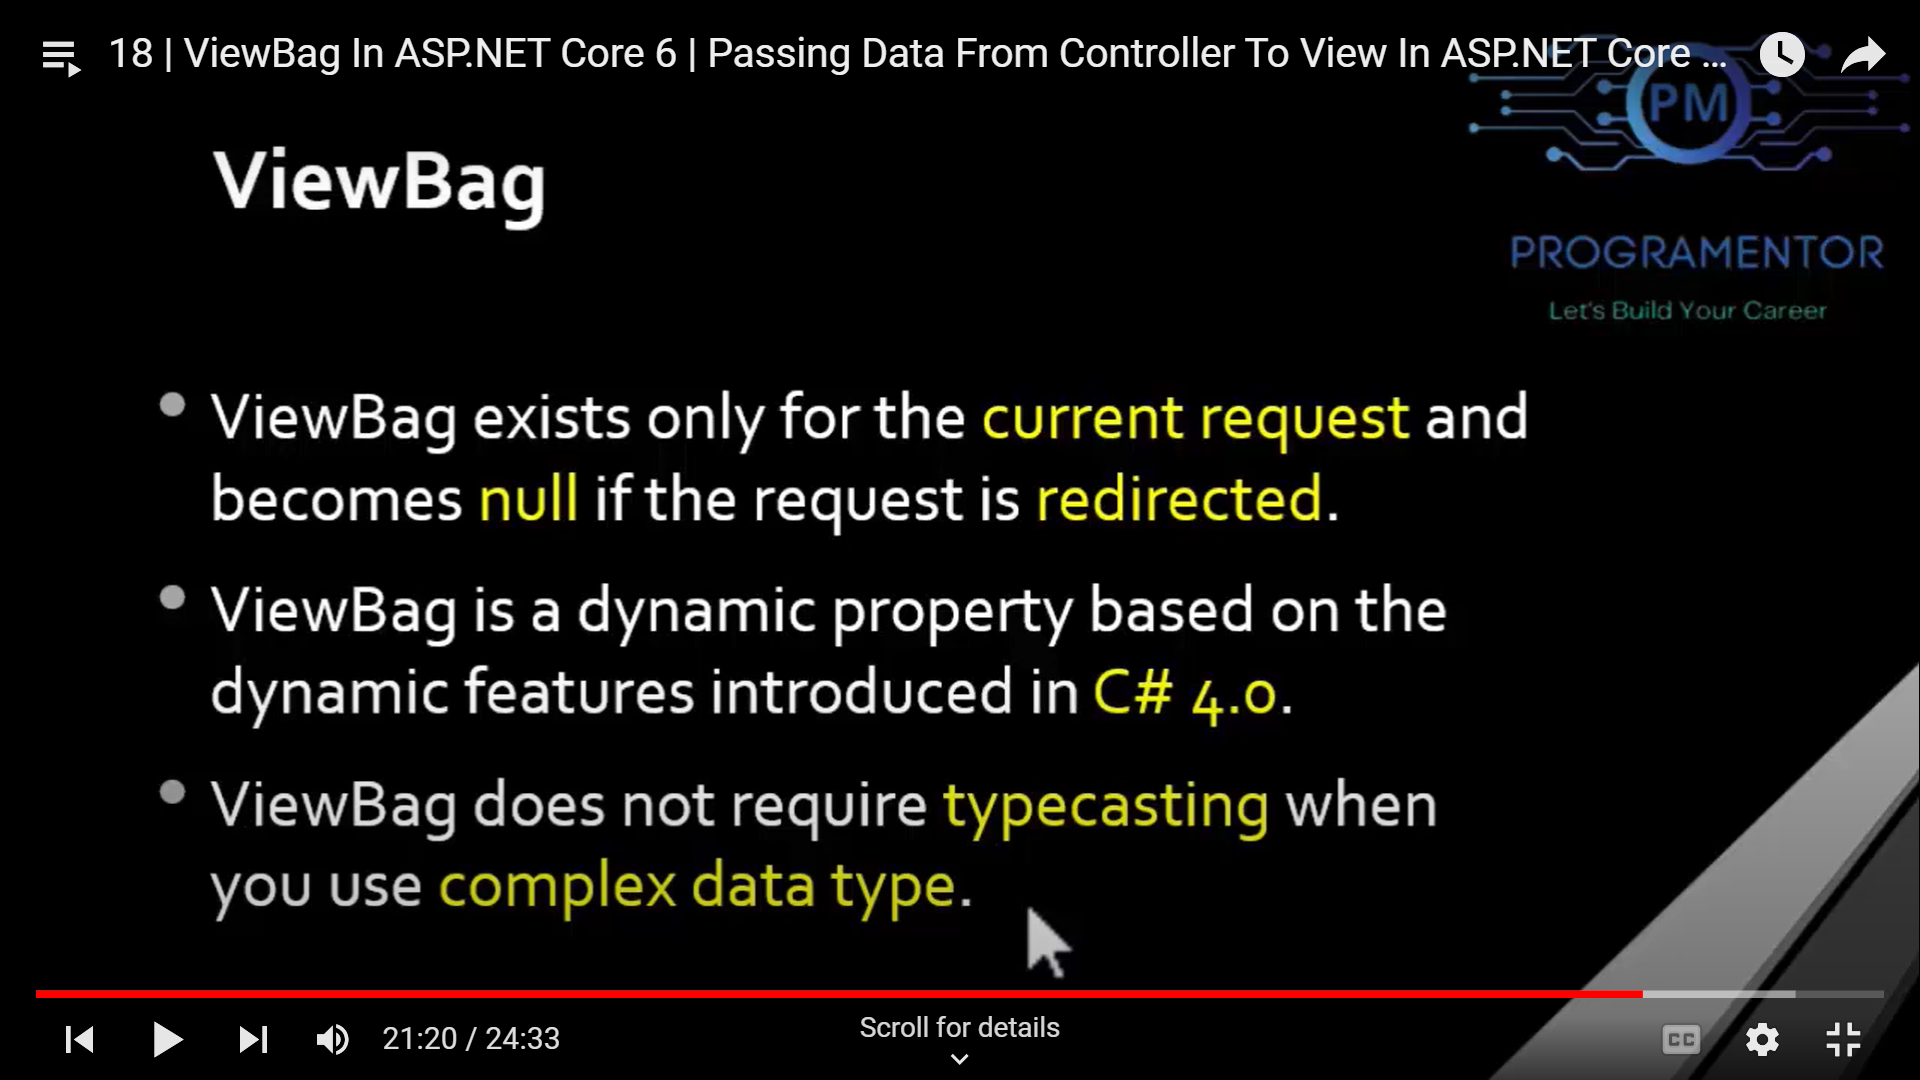 18 | ViewBag In ASP.NET Core 6 | Passing Data From Controller To View In ASP.NET Core ...
PM
ViewBag
PROGRAMENTOR
Let's Build Your Career
• ViewBag exists only for the current request and
becomes null if the request is redirected.
• ViewBag is a dynamic property based on the
dynamic features introduced in C# 4.0.
• ViewBag does not require typecasting when
you use complex data type.
21:20 / 24:33
Scroll for details
CC